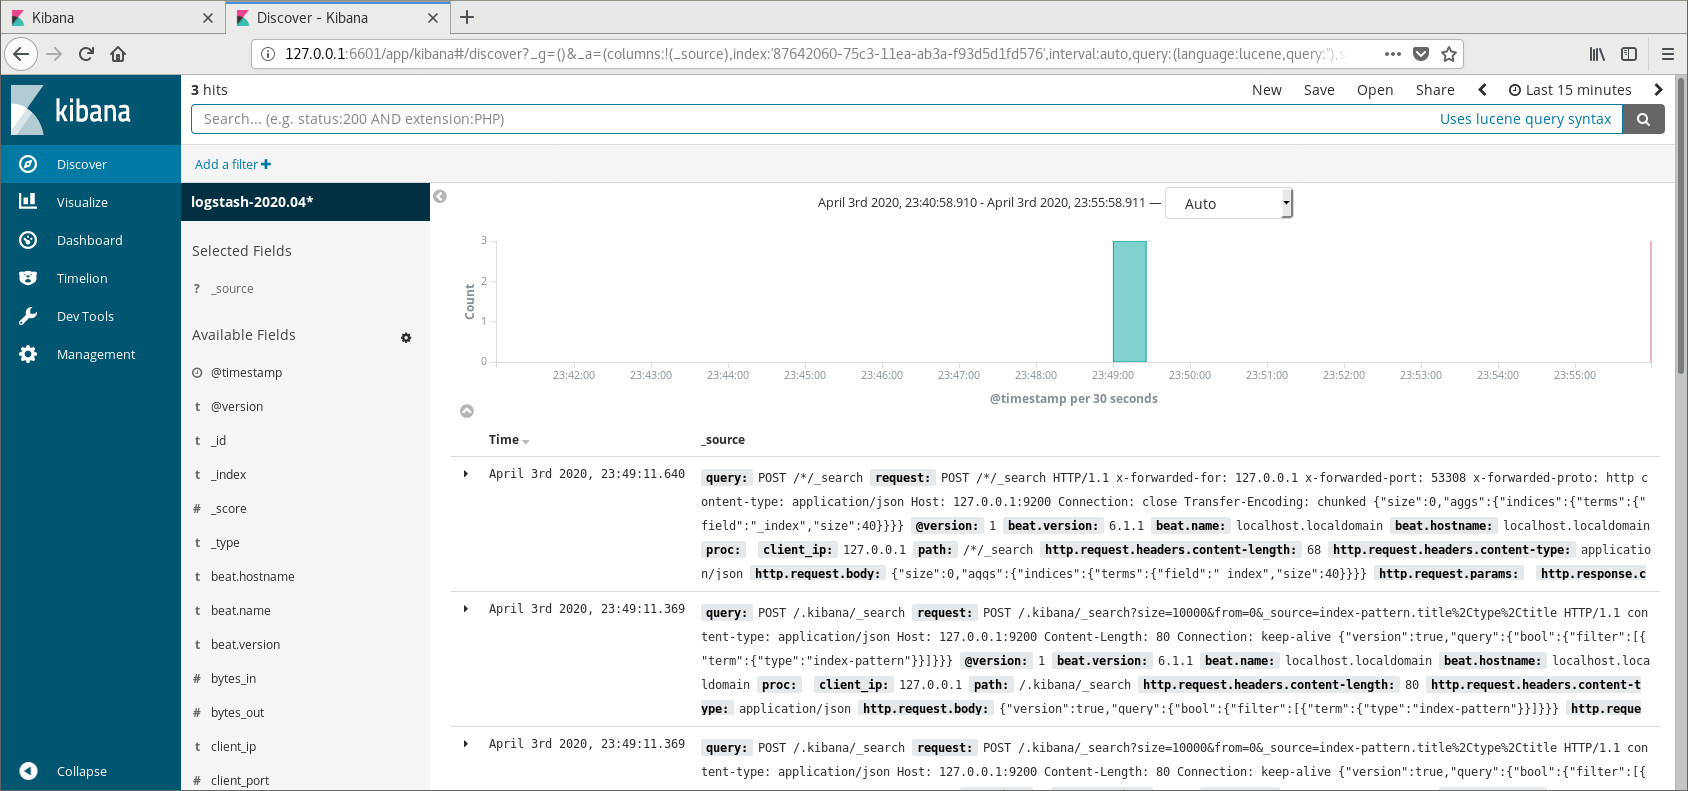 Kibana
Discover - Kibana
127.0.0.1:6601/app/kibana#/discover?_g=()&_a=(columns:!(_source),index:'87642060-75c3-11ea-ab3a-f93d5d1fd576',interval:auto,query:(language:lucene,query:''),s
kibana
Discover
Visualize
Dashboard
Timelion
Dev Tools
Management
Collapse
3 hits
New Save Open Share Last 15 minutes
Search... (e.g. status:200 AND extension:PHP) Uses lucene query syntax
Add a filter +
logstash-2020.04*
Selected Fields
? _source
Available Fields
@timestamp
t @version
t _id
t _index
# _score
t _type
t beat.hostname
t beat.name
t beat.version
# bytes_in
# bytes_out
t client_ip
# client_port
April 3rd 2020, 23:40:58.910 - April 3rd 2020, 23:55:58.911 — Auto
3
2
1
0
Count
23:42:00 23:43:00 23:44:00 23:45:00 23:46:00 23:47:00 23:48:00 23:49:00 23:50:00 23:51:00 23:52:00 23:53:00 23:54:00 23:55:00
@timestamp per 30 seconds
Time _source
April 3rd 2020, 23:49:11.640 query: POST /*/_search request: POST /*/_search HTTP/1.1 x-forwarded-for: 127.0.0.1 x-forwarded-port: 53308 x-forwarded-proto: http c
ontent-type: application/json Host: 127.0.0.1:9200 Connection: close Transfer-Encoding: chunked {"size":0,"aggs":{"indices":{"terms":{"
field":"_index","size":40}}}} @version: 1 beat.version: 6.1.1 beat.name: localhost.localdomain beat.hostname: localhost.localdomain
proc: client_ip: 127.0.0.1 path: /*/_search http.request.headers.content-length: 68 http.request.headers.content-type: applicatio
n/json http.request.body: {"size":0,"aggs":{"indices":{"terms":{"field":"_index","size":40}}}} http.request.params: http.response.c
April 3rd 2020, 23:49:11.369 query: POST /.kibana/_search request: POST /.kibana/_search?size=10000&from=0&_source=index-pattern.title%2Ctype%2Ctitle HTTP/1.1 con
tent-type: application/json Host: 127.0.0.1:9200 Content-Length: 80 Connection: keep-alive {"version":true,"query":{"bool":{"filter":[{
"term":{"type":"index-pattern"}}]}}} @version: 1 beat.version: 6.1.1 beat.name: localhost.localdomain beat.hostname: localhost.loca
ldomain proc: client_ip: 127.0.0.1 path: /.kibana/_search http.request.headers.content-length: 80 http.request.headers.content-t
ype: application/json http.request.body: {"version":true,"query":{"bool":{"filter":[{"term":{"type":"index-pattern"}}]}}} http.reque
April 3rd 2020, 23:49:11.369 query: POST /.kibana/_search request: POST /.kibana/_search?size=10000&from=0&_source=index-pattern.title%2Ctype%2Ctitle HTTP/1.1 con
tent-type: application/json Host: 127.0.0.1:9200 Content-Length: 80 Connection: keep-alive {"version":true,"query":{"bool":{"filter":[{